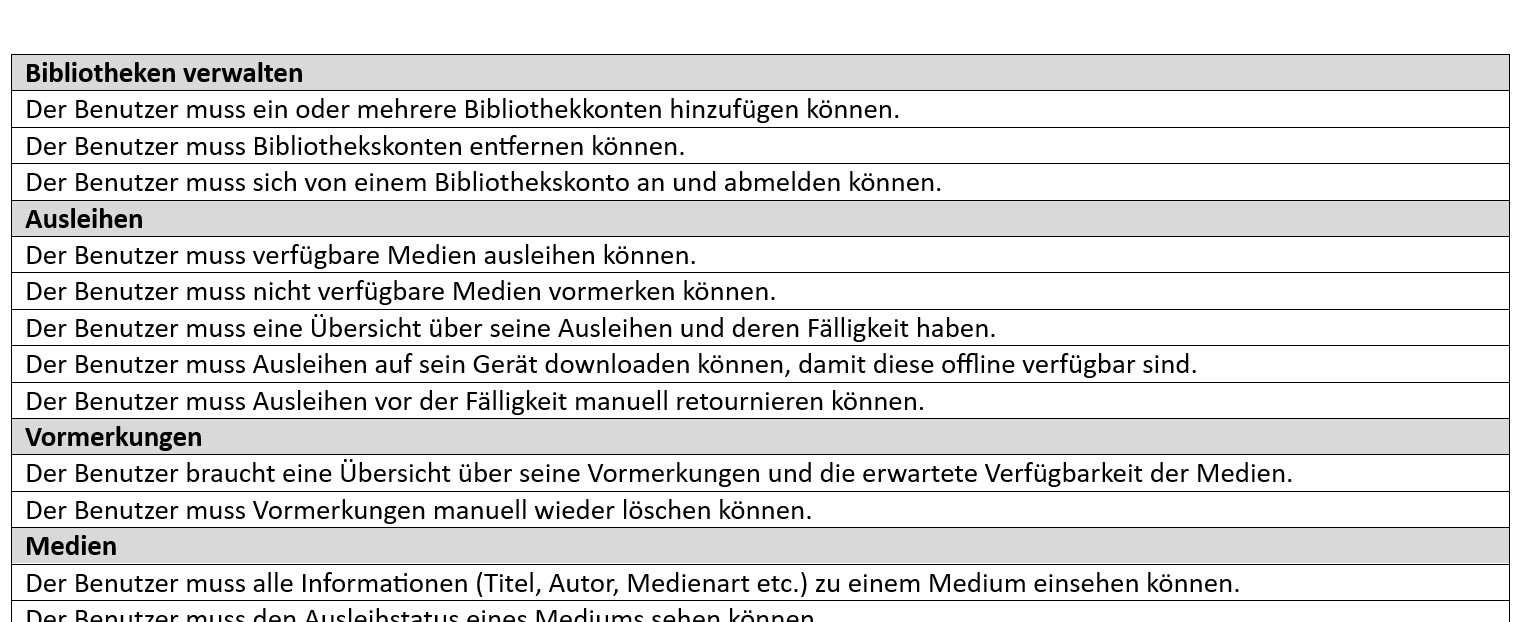 Bibliotheken verwalten
Der Benutzer muss ein oder mehrere Bibliothekkonten hinzufügen können.
Der Benutzer muss Bibliothekskonten entfernen können.
Der Benutzer muss sich von einem Bibliothekskonto an und abmelden können.
Ausleihen
Der Benutzer muss verfügbare Medien ausleihen können.
Der Benutzer muss nicht verfügbare Medien vormerken können.
Der Benutzer muss eine Übersicht über seine Ausleihen und deren Fälligkeit haben.
Der Benutzer muss Ausleihen auf sein Gerät downloaden können, damit diese offline verfügbar sind.
Der Benutzer muss Ausleihen vor der Fälligkeit manuell retournieren können.
Vormerkungen
Der Benutzer braucht eine Übersicht über seine Vormerkungen und die erwartete Verfügbarkeit der Medien.
Der Benutzer muss Vormerkungen manuell wieder löschen können.
Medien
Der Benutzer muss alle Informationen (Titel, Autor, Medienart etc.) zu einem Medium einsehen können.
Der Benutzer muss den Ausleihstatus eines Mediums sehen können.